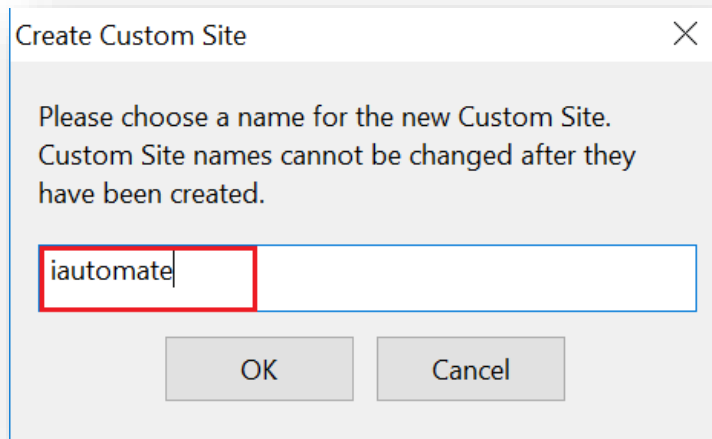 Create Custom Site
Please choose a name for the new Custom Site.
Custom Site names cannot be changed after they
have been created.
iautomate
OK
Cancel